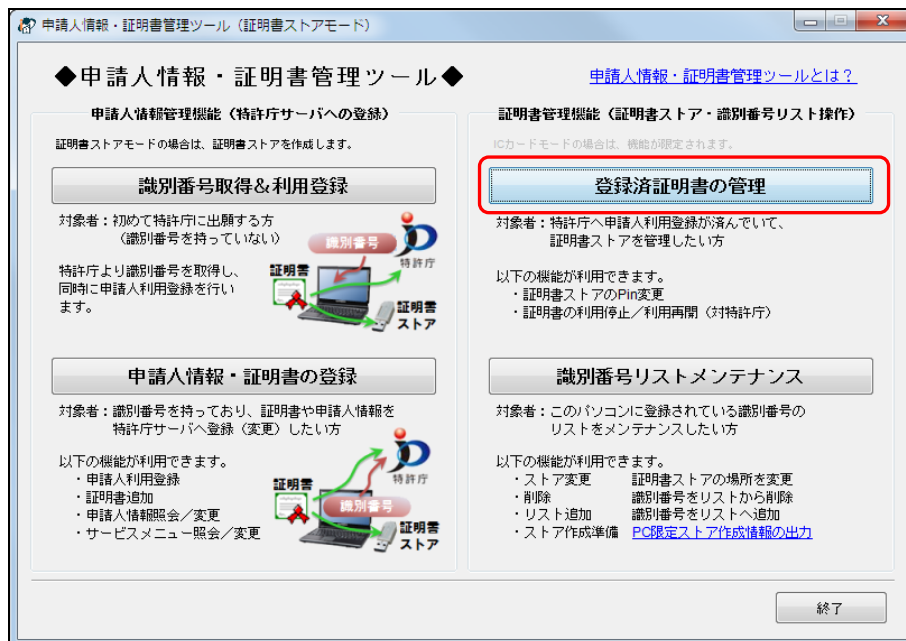 申請人情報・証明書管理ツール（証明書ストアモード）
◆申請人情報・証明書管理ツール◆
申請人情報・証明書管理ツールとは？
申請人情報管理機能（特許庁サーバへの登録）
証明書ストアモードの場合は、証明書ストアを作成します。
識別番号取得＆利用登録
対象者：初めて特許庁に出願する方
（識別番号を持っていない）
特許庁より識別番号を取得し、
同時に申請人利用登録を行い
ます。
識別番号
特許庁
証明書
証明書
ストア
申請人情報・証明書の登録
対象者：識別番号を持っており、証明書や申請人情報を
特許庁サーバへ登録（変更）したい方
以下の機能が利用できます。
・申請人利用登録
・証明書追加
・申請人情報照会／変更
・サービスメニュー照会／変更
特許庁
証明書
識別番号
証明書
ストア
証明書管理機能（証明書ストア・識別番号リスト操作）
ICカードモードの場合は、機能が限定されます。
登録済証明書の管理
対象者：特許庁へ申請人利用登録が済んでいて、
証明書ストアを管理したい方
以下の機能が利用できます。
・証明書ストアのPin変更
・証明書の利用停止／利用再開（対特許庁）
識別番号リストメンテナンス
対象者：このパソコンに登録されている識別番号の
リストをメンテナンスしたい方
以下の機能が利用できます。
・ストア変更 証明書ストアの場所を変更
・削除 識別番号をリストから削除
・リスト追加 識別番号をリストへ追加
・ストア作成準備 PC限定ストア作成情報の出力
終了